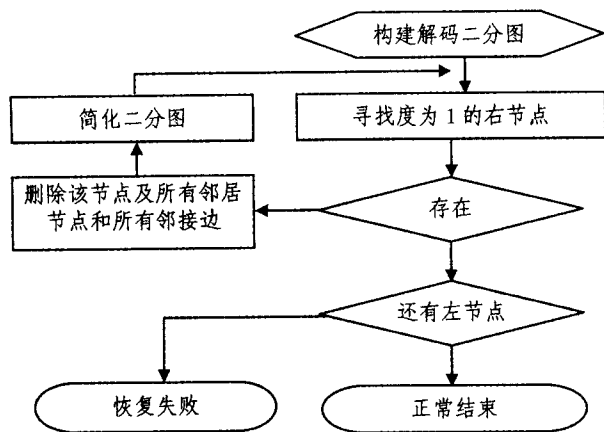 构建解码二分图
简化二分图
寻找度为 1 的右节点
删除该节点及所有邻居
节点和所有邻接边
存在
还有左节点
恢复失败
正常结束